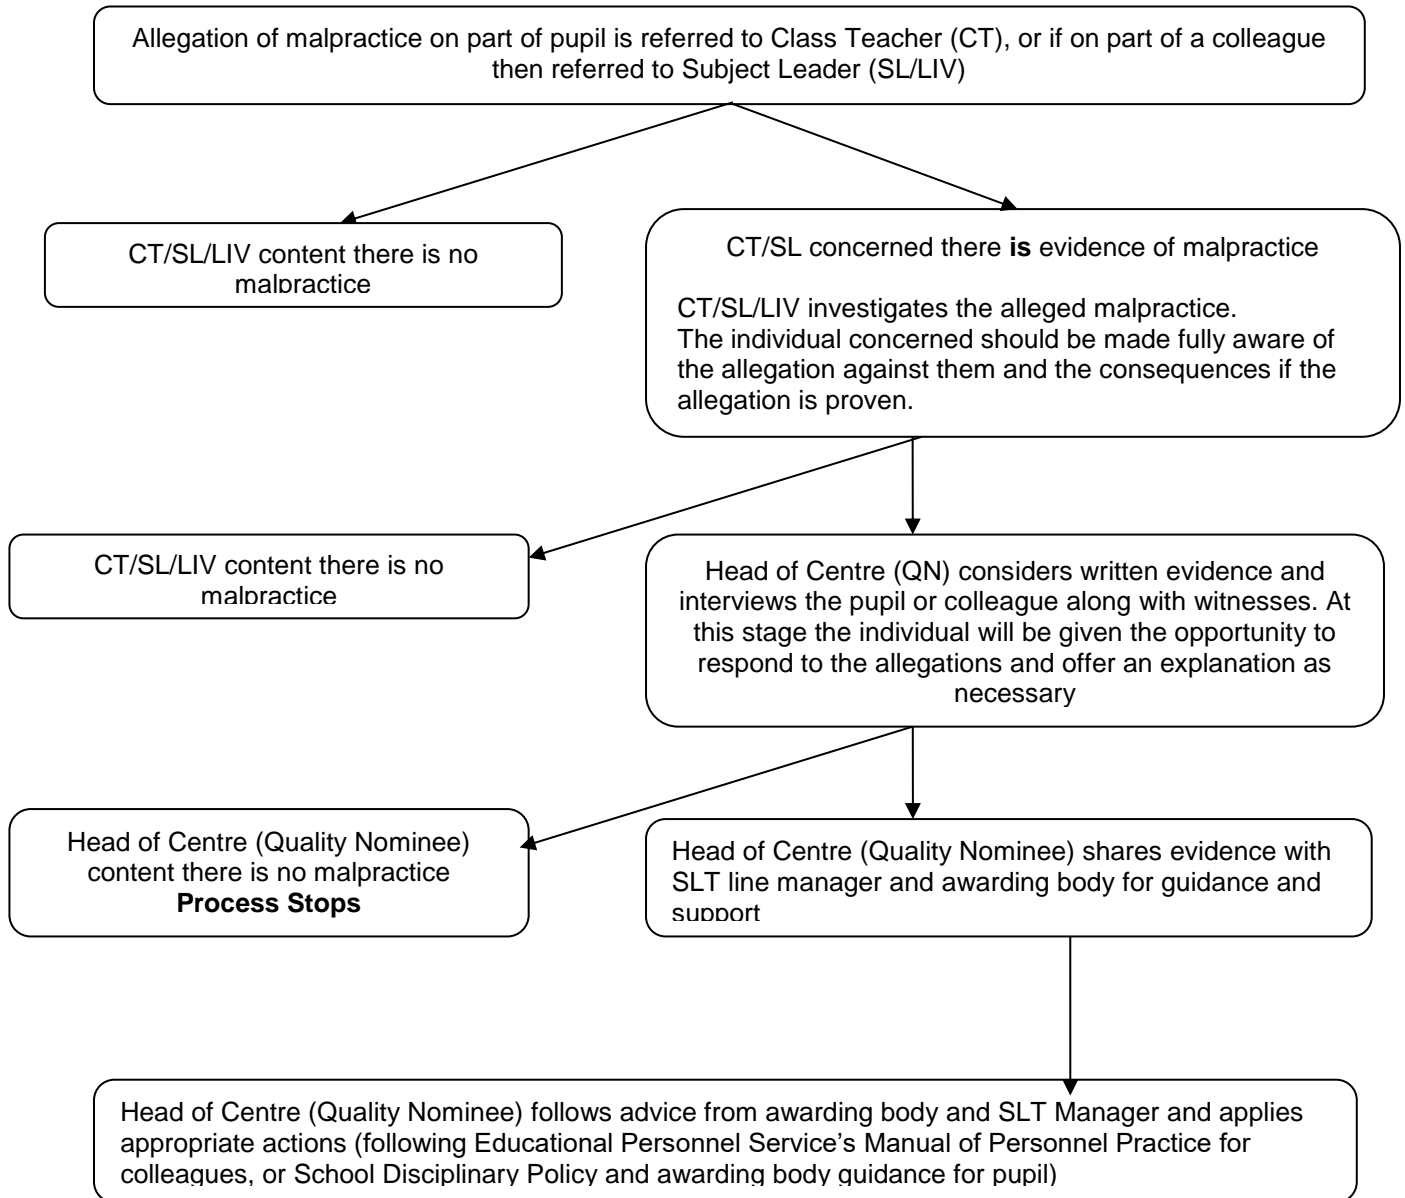 Allegation of malpractice on part of pupil is referred to Class Teacher (CT), or if on part of a colleague
then referred to Subject Leader (SL/LIV)
CT/SL/LIV content there is no
malpractice
CT/SL concerned there is evidence of malpractice
CT/SL/LIV investigates the alleged malpractice.
The individual concerned should be made fully aware of
the allegation against them and the consequences if the
allegation is proven.
CT/SL/LIV content there is no
malpractice
Head of Centre (QN) considers written evidence and
interviews the pupil or colleague along with witnesses. At
this stage the individual will be given the opportunity to
respond to the allegations and offer an explanation as
necessary
Head of Centre (Quality Nominee)
content there is no malpractice
Process Stops
Head of Centre (Quality Nominee) shares evidence with
SLT line manager and awarding body for guidance and
support
Head of Centre (Quality Nominee) follows advice from awarding body and SLT Manager and applies
appropriate actions (following Educational Personnel Service's Manual of Personnel Practice for
colleagues, or School Disciplinary Policy and awarding body guidance for pupil)